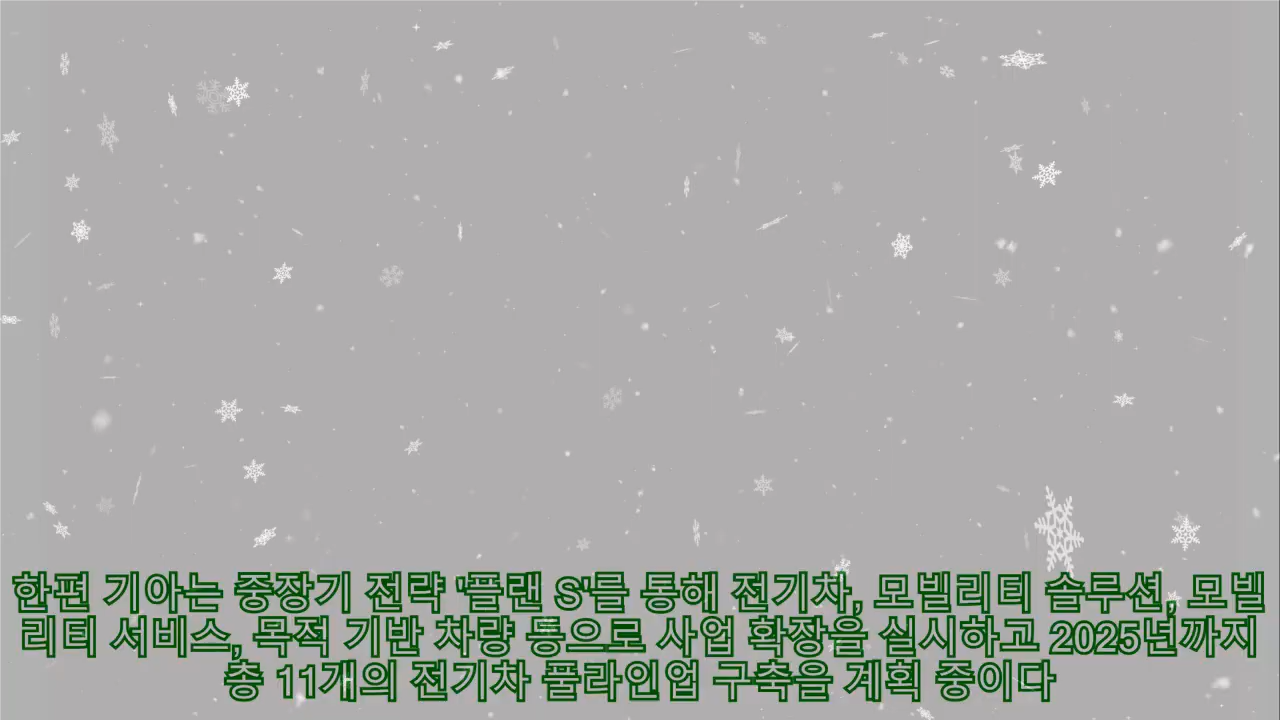 한편 기아는 중장기 전략 '플랜 S'를 통해 전기차, 모빌리티 솔루션, 모빌
리티 서비스, 목적 기반 차량 등으로 사업 확장을 실시하고 2025년까지
총 11개의 전기차 풀라인업 구축을 계획 중이다